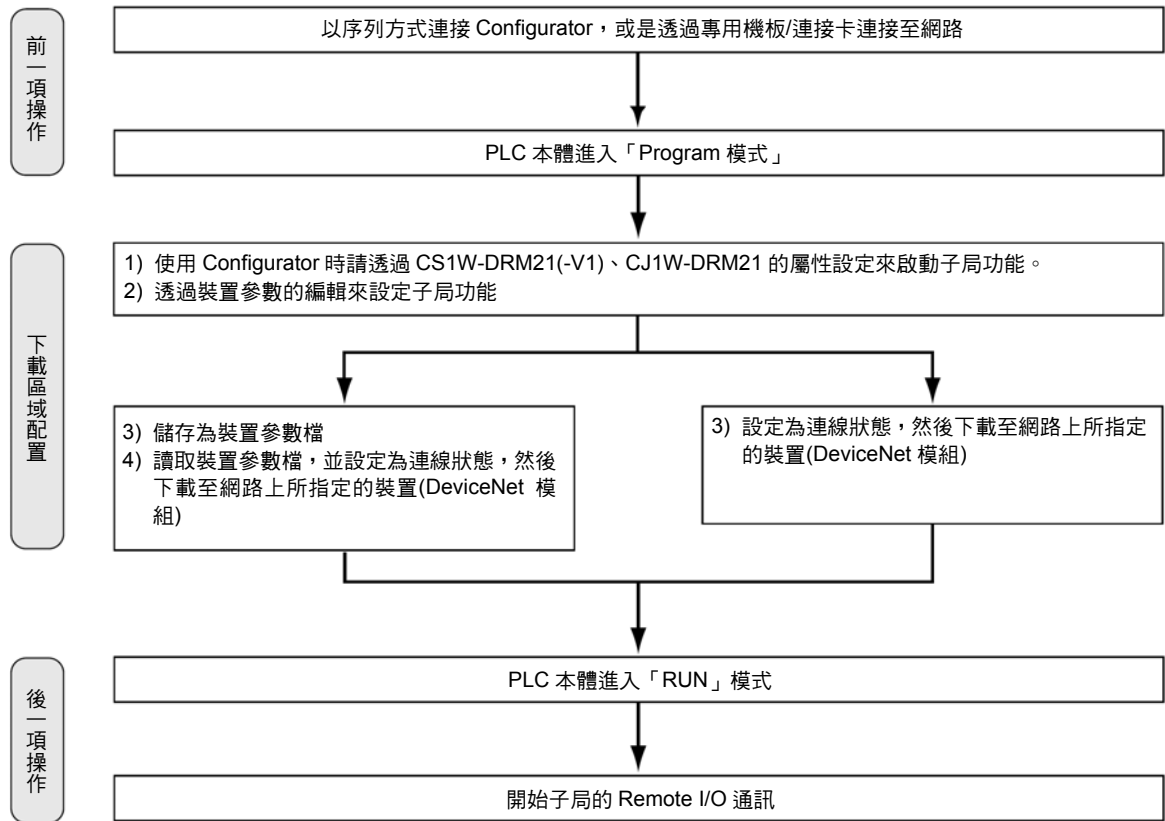 前一項操作
以序列方式連接 Configurator，或是透過專用機板/連接卡連接至網路
PLC 本體進入「Program 模式」
下載區域配置
1) 使用 Configurator 時請透過 CS1W-DRM21(-V1)、CJ1W-DRM21 的屬性設定來啟動子局功能。
2) 透過裝置參數的編輯來設定子局功能
3) 儲存為裝置參數檔
4) 讀取裝置參數檔，並設定為連線狀態，然後
下載至網路上所指定的裝置(DeviceNet 模
組)
3) 設定為連線狀態，然後下載至網路上所指定
的裝置(DeviceNet 模組)
後一項操作
PLC 本體進入「RUN」模式
開始子局的 Remote I/O 通訊